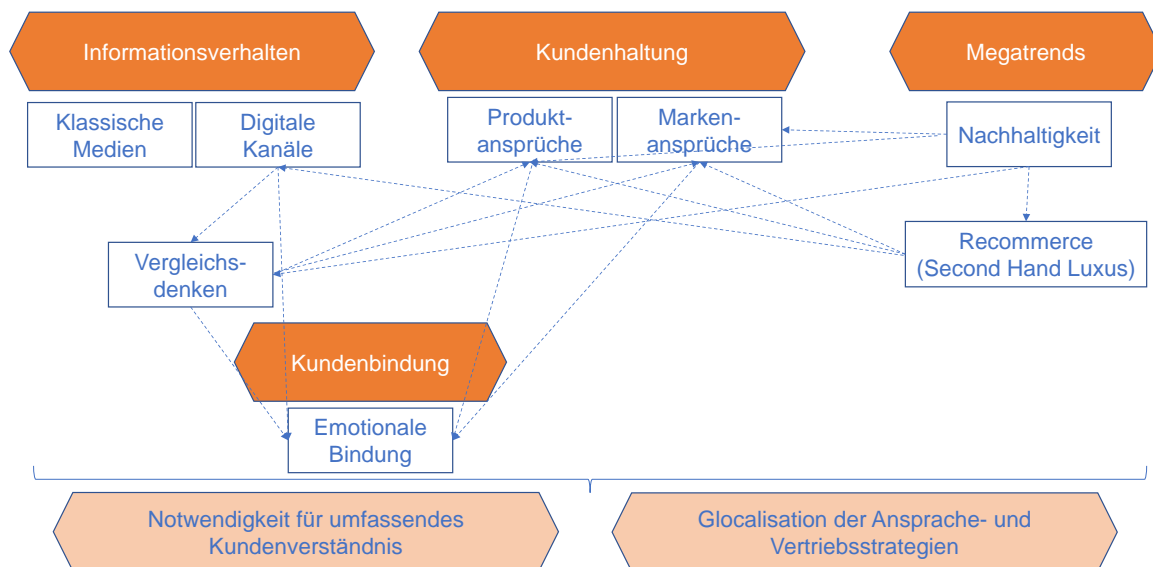 Informationsverhalten
Kundenhaltung
Megatrends
Klassische
Medien
Digitale
Kanäle
Produkt-
ansprüche
Marken-
ansprüche
Nachhaltigkeit
Vergleichs-
denken
Recommerce
(Second Hand Luxus)
Kundenbindung
Emotionale
Bindung
Notwendigkeit für umfassendes
Kundenverständnis
Glocalisation der Ansprache- und
Vertriebsstrategien